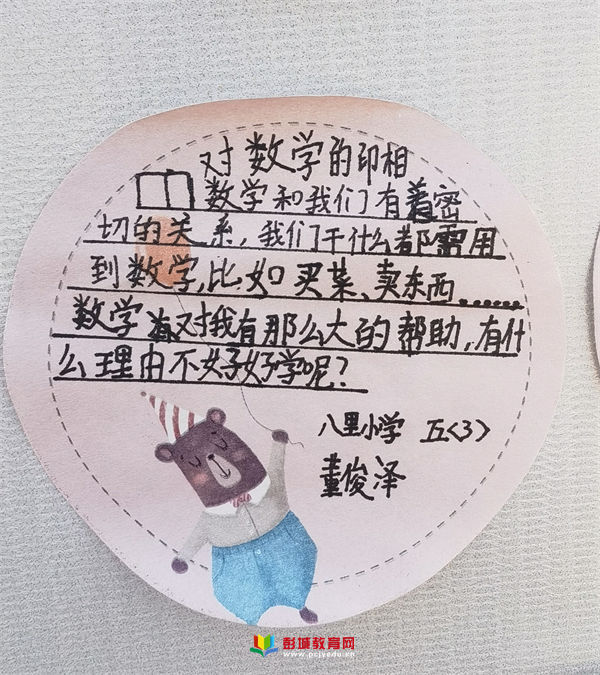 对数学的印相
数学和我们有着密
切的关系，我们干什么都需用
到数学，比如买菜、卖东西……
数学对我有那么大的帮助，有什
么理由不好好学呢？
八里小学 五<3>
董俊泽
彭城教育网
www.pcjyedu.cn